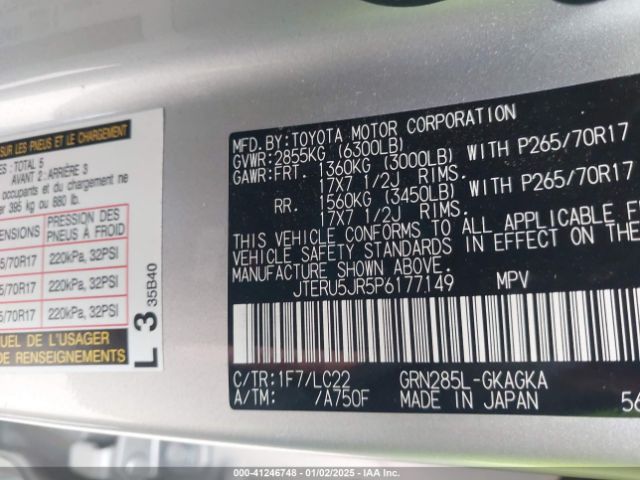 SUR LES PNEUS ET LE CHARGEMENT
ES : TOTAL 5
AVANT 2: ARRIÈRE 3
occupants et du chargement ne
er 395 kg ou 880 lb.
ENSIONS PRESSION DES PNEUS À FROID
5/70R17 220kPa, 32PSI
5/70R17 220kPa, 32PSI
5/70R17 220kPa, 32PSI
UEL DE L'USAGER
DE RENSEIGNEMENTS
L 3 35B40
MFD.BY:TOYOTA MOTOR CORPORATION
GVWR:2855KG (6300LB)
GAWR:FRT. 1360KG (3000LB) WITH P265/70R17
17X7 1/2J RIMS.
RR. 1560KG (3450LB) WITH P265/70R17
17X7 1/2J RIMS.
THIS VEHICLE CONFORMS TO ALL APPLICABLE F
VEHICLE SAFETY STANDARDS IN EFFECT ON THE
MANUFACTURE SHOWN ABOVE.
JTERU5JR5P6177149 MPV
C/TR:1F7/LC22 GRN285L-GKAGKA
A/TM: /A750F MADE IN JAPAN 56
000-41246748 - 01/02/2025 - IAA Inc.